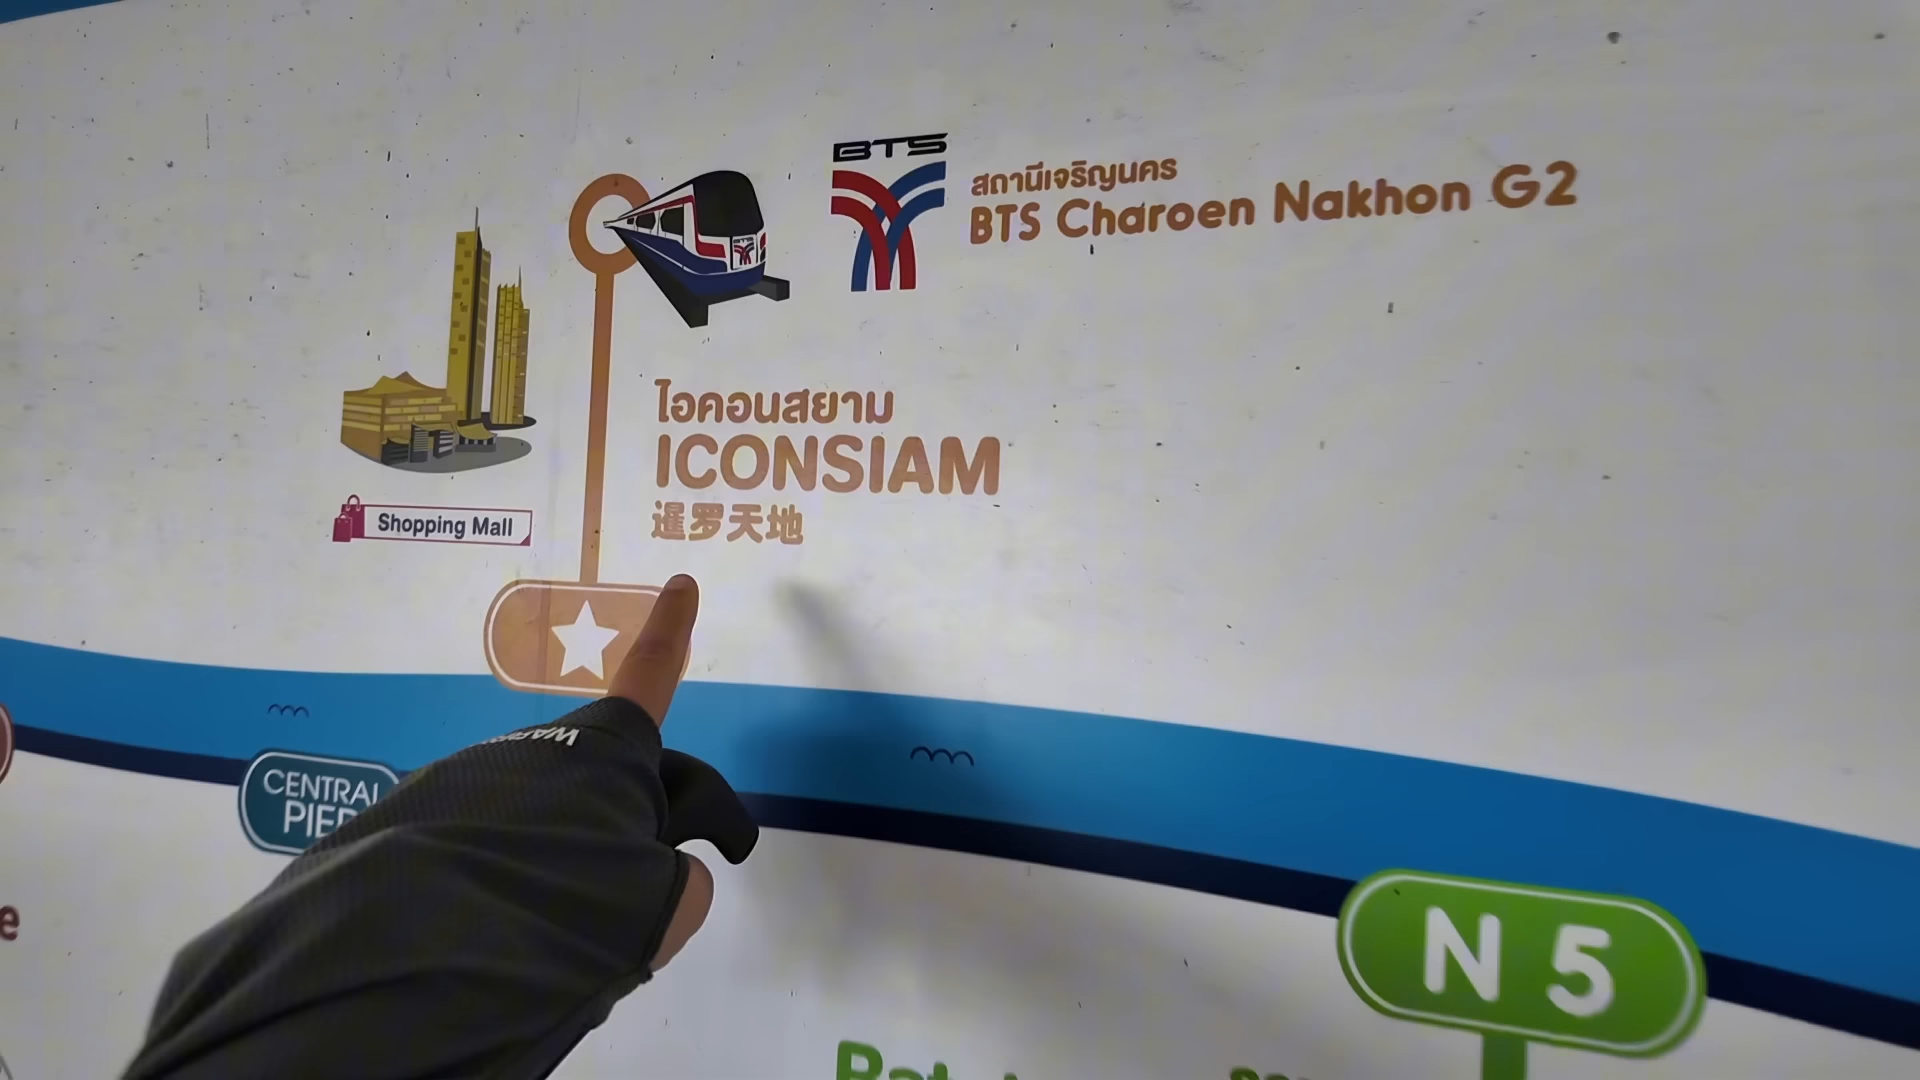 BTS
สถานีเจริญนคร
BTS Charoen Nakhon G2
ไอคอนสยาม
ICONSIAM
暹罗天地
Shopping Mall
CENTRAL
PIER
N 5